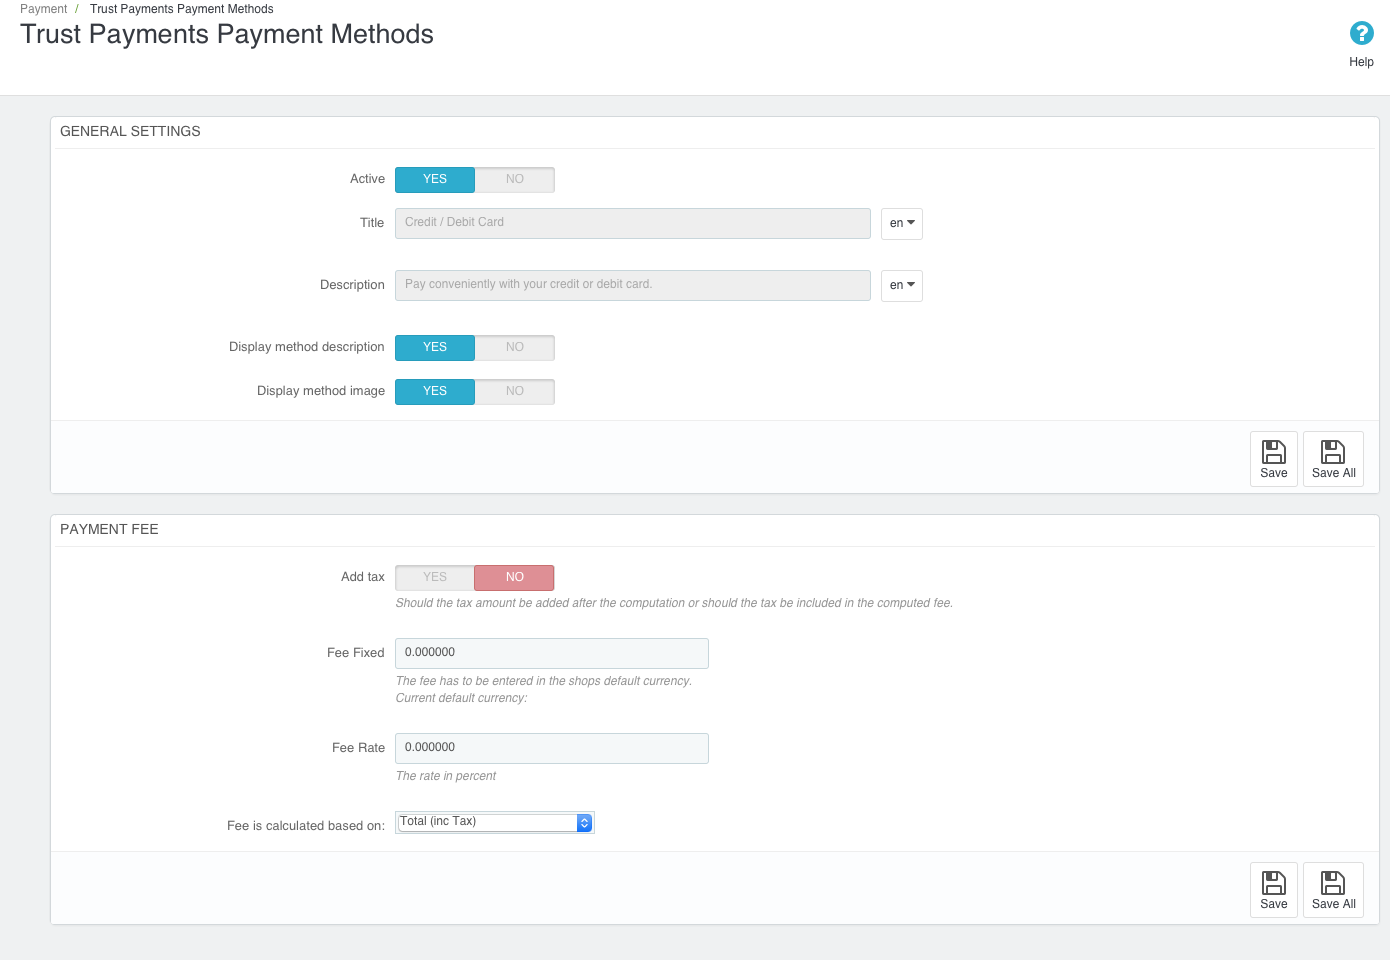 Payment / Trust Payments Payment Methods
Trust Payments Payment Methods
Help
GENERAL SETTINGS
Active YES NO
Title Credit / Debit Card en
Description Pay conveniently with your credit or debit card. en
Display method description YES NO
Display method image YES NO
Save Save All
PAYMENT FEE
Add tax YES NO
Should the tax amount be added after the computation or should the tax be included in the computed fee.
Fee Fixed 0.000000
The fee has to be entered in the shops default currency.
Current default currency:
Fee Rate 0.000000
The rate in percent
Fee is calculated based on: Total (inc Tax)
Save Save All